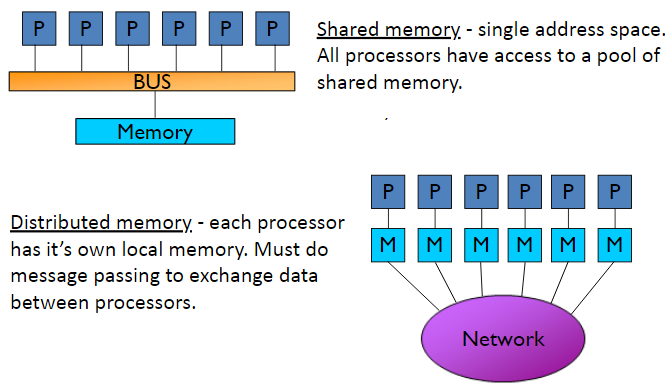 P P P P P P
BUS
Memory
Shared memory - single address space.
All processors have access to a pool of
shared memory.
Distributed memory - each processor
has it's own local memory. Must do
message passing to exchange data
between processors.
P P P P P P
M M M M M M
Network